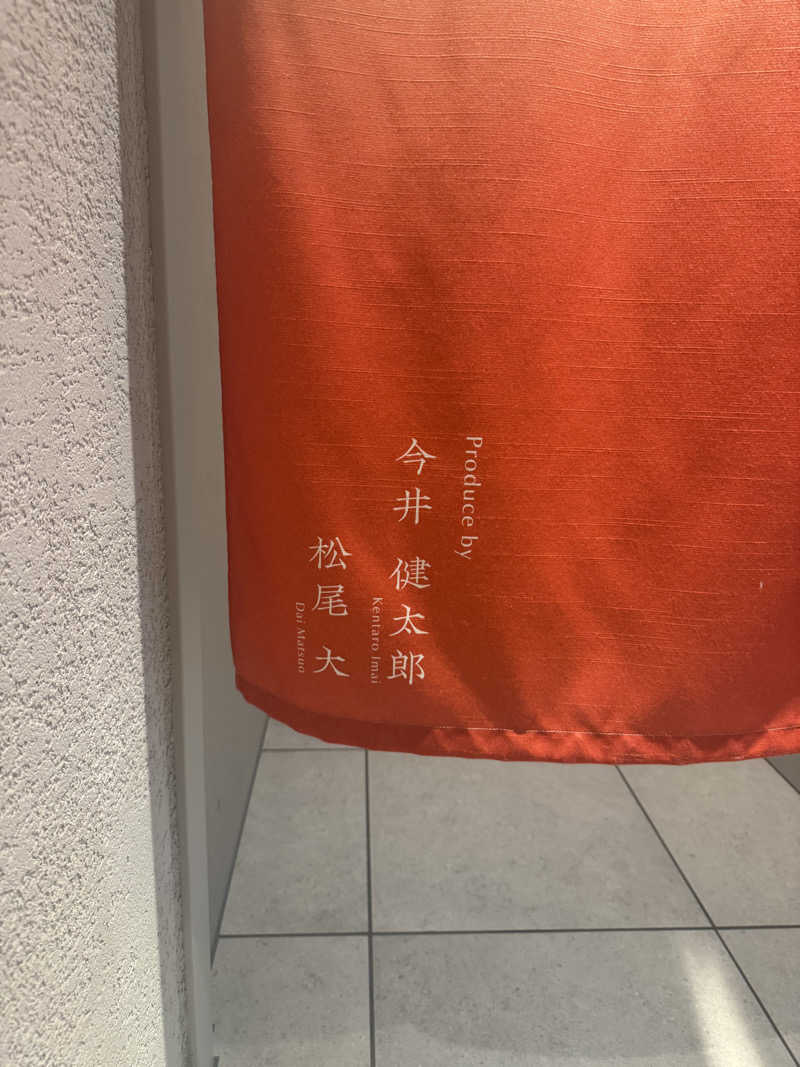 Produce by
今井 健太郎
Kentaro Imai
松尾 大
Dai Matsuo